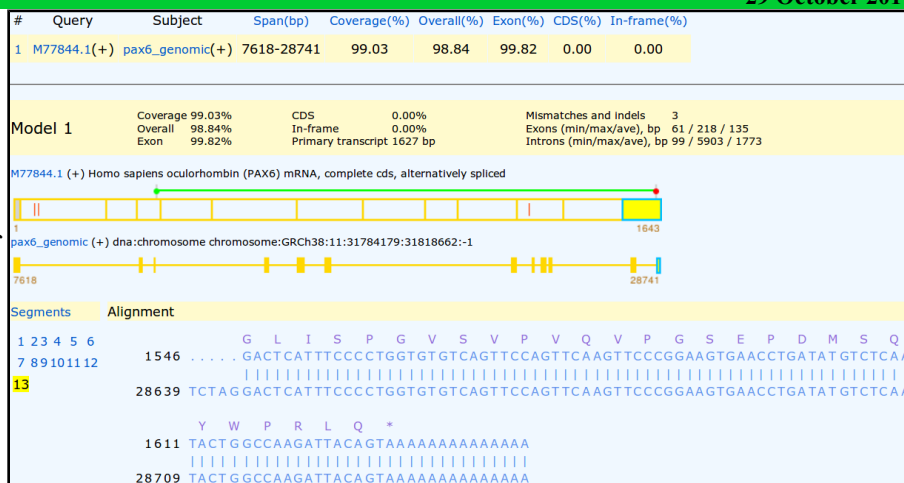 29 October 201
# Query Subject Span(bp) Coverage(%) Overall(%) Exon(%) CDS(%) In-frame(%)
1 M77844.1(+) pax6_genomic(+) 7618-28741 99.03 98.84 99.82 0.00 0.00
Model 1
Coverage 99.03% CDS 0.00% Mismatches and indels 3
Overall 98.84% In-frame 0.00% Exons (min/max/ave), bp 61 / 218 / 135
Exon 99.82% Primary transcript 1627 bp Introns (min/max/ave), bp 99 / 5903 / 1773
M77844.1 (+) Homo sapiens oculorhombin (PAX6) mRNA, complete cds, alternatively spliced
1 1643
pax6_genomic (+) dna:chromosome chromosome:GRCh38:11:31784179:31818662:-1
7618 28741
Segments Alignment
1 2 3 4 5 6
7 8 9 10 11 12
13
G L I S P G V S V P V Q V P G S E P D M S Q
1546 . . . . . GACTCATTTCCCCTGGTGTGTCAGTTCCAGTTCAAGTTCCCGGAAGTGAACCTGATATGTCTCAA
28639 TCTAGGACTCATTTCCCCTGGTGTGTCAGTTCCAGTTCAAGTTCCCGGAAGTGAACCTGATATGTCTCAA
Y W P R L Q *
1611 TACTGGCCAAGATTACAGTAAAAAAAAAAAAAA
28709 TACTGGCCAAGATTACAGTAAAAAAAAAAAAAA